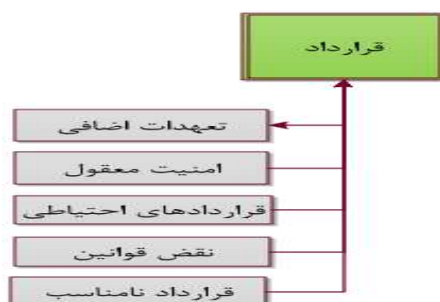 قرارداد
تعهدات اضافی
امنیت معقول
قراردادهای احتیاطی
نقض قوانین
قرارداد نامناسب